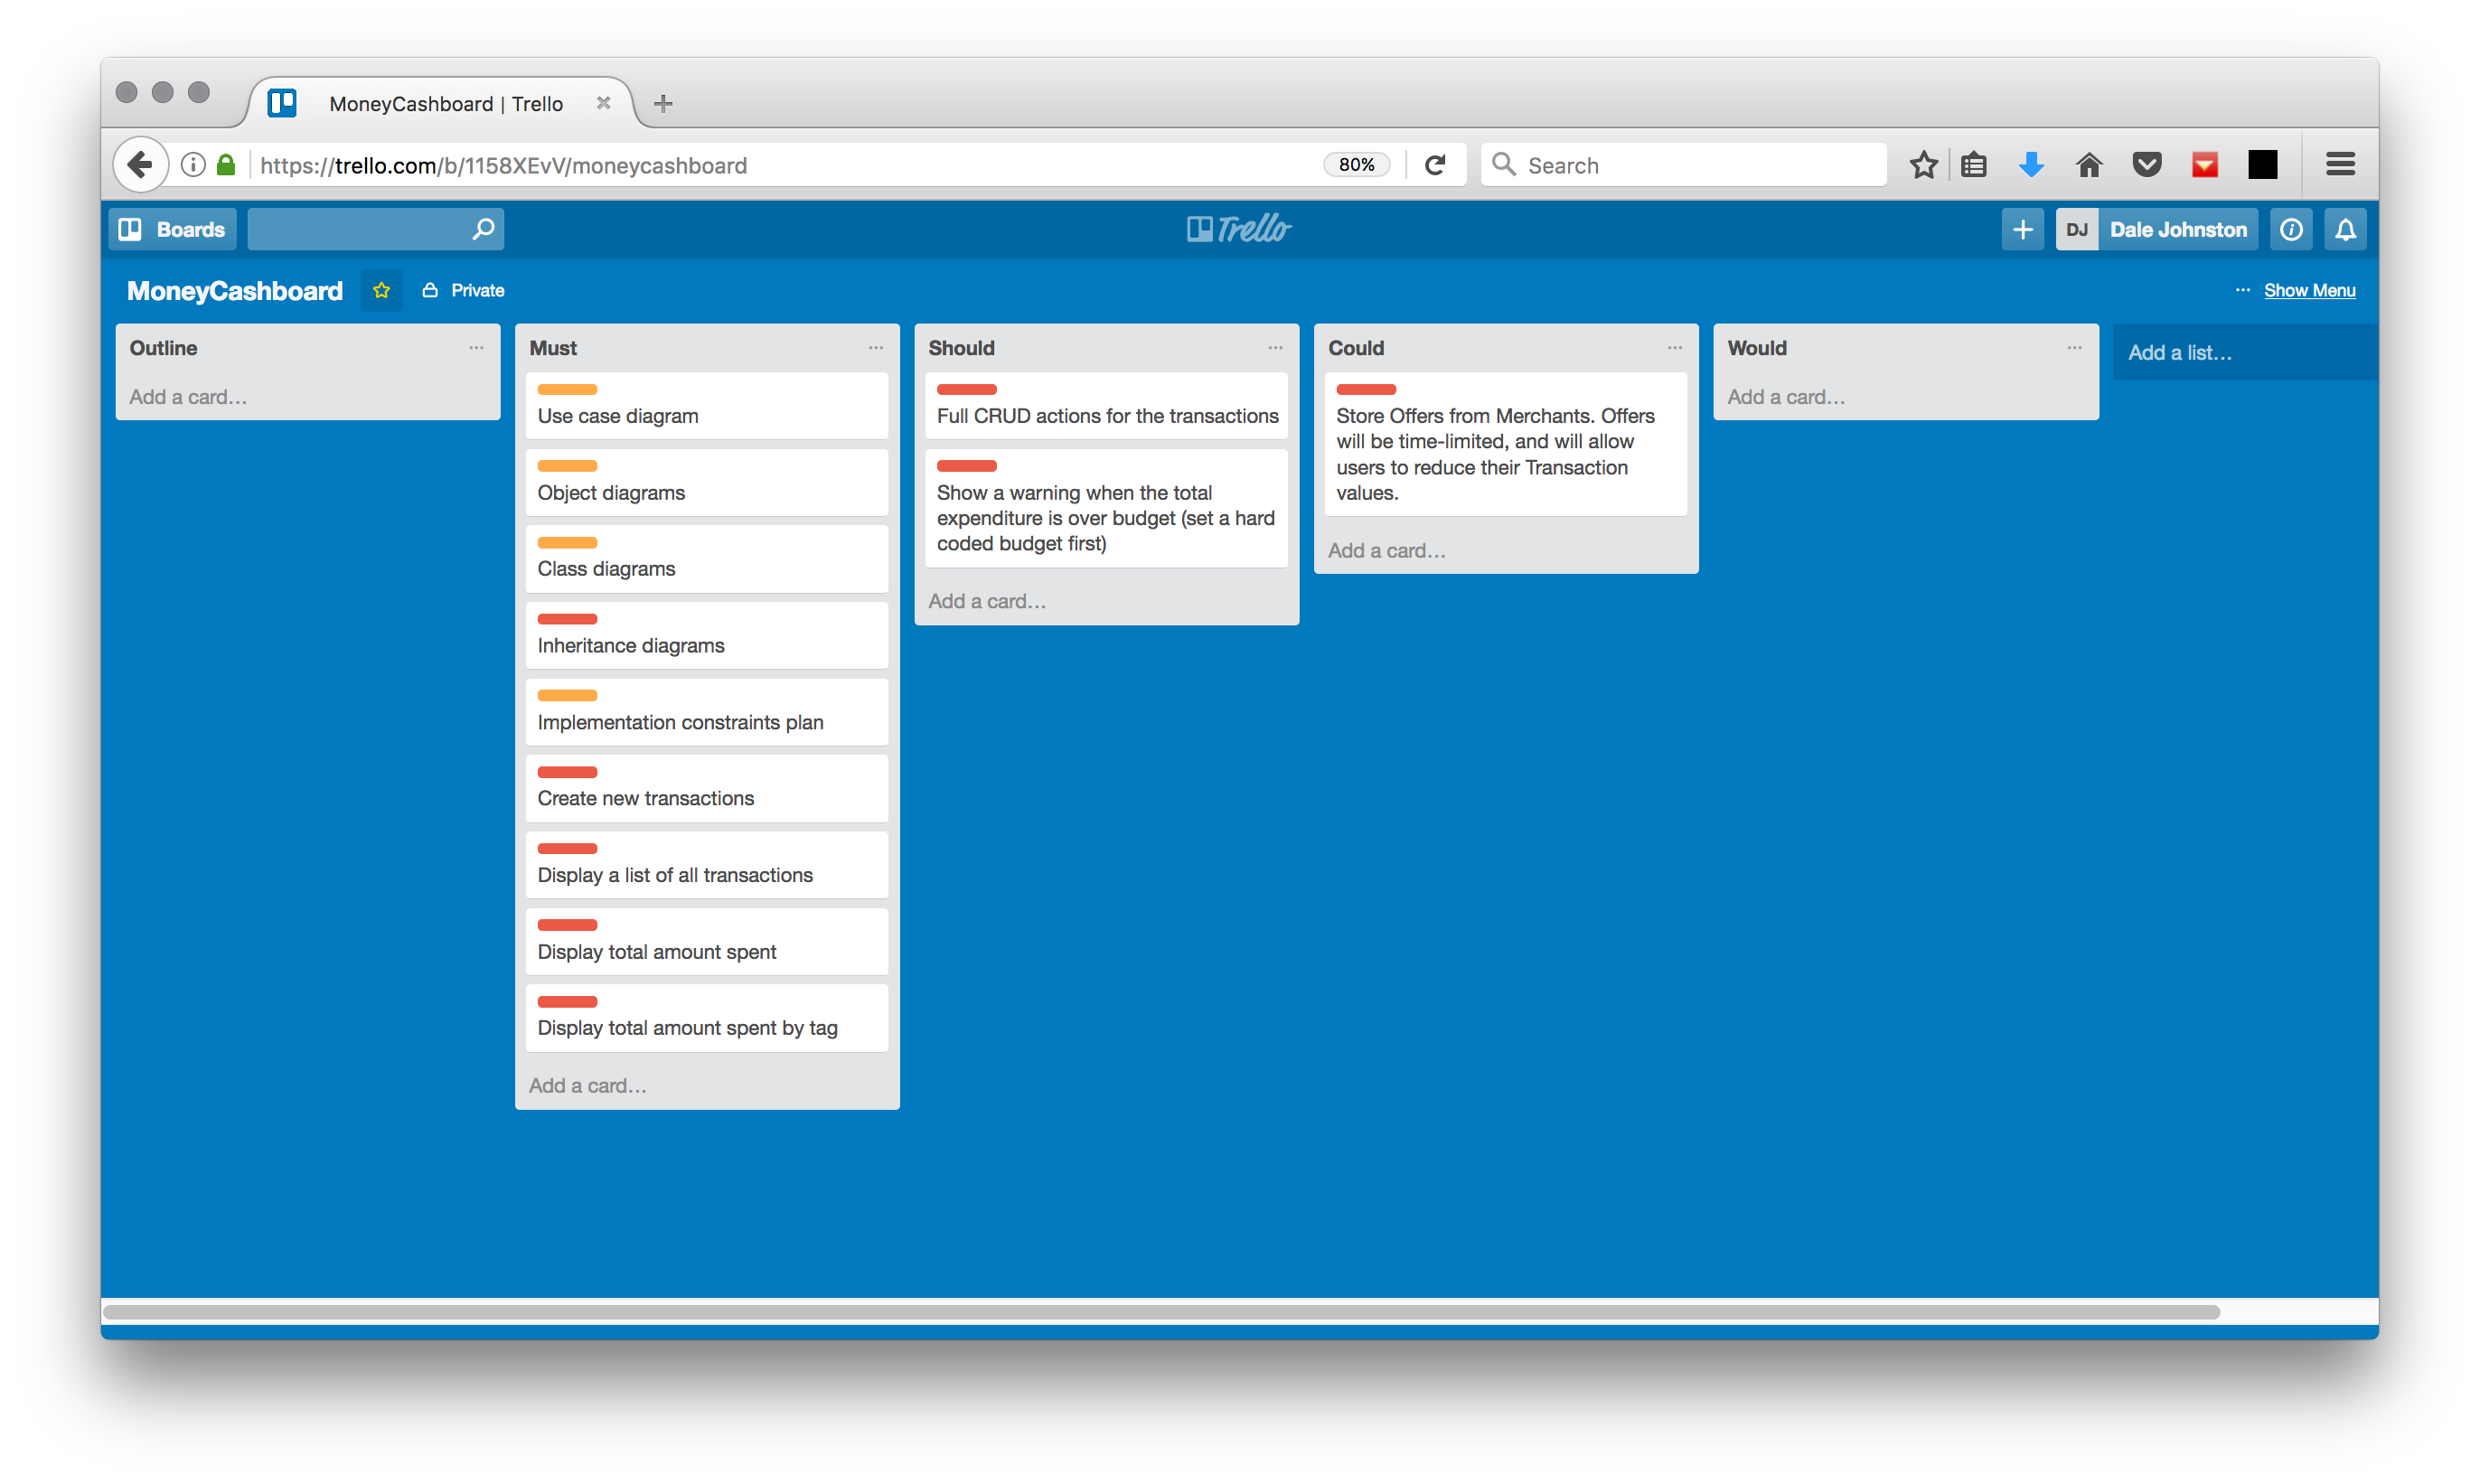 MoneyCashboard | Trello
https://trello.com/b/1158XEvV/moneycashboard
80%
Search
Boards
Trello
DJ
Dale Johnston
MoneyCashboard
Private
... Show Menu
Outline
Add a card...
Must
Use case diagram
Object diagrams
Class diagrams
Inheritance diagrams
Implementation constraints plan
Create new transactions
Display a list of all transactions
Display total amount spent
Display total amount spent by tag
Add a card...
Should
Full CRUD actions for the transactions
Show a warning when the total
expenditure is over budget (set a hard
coded budget first)
Add a card...
Could
Store Offers from Merchants. Offers
will be time-limited, and will allow
users to reduce their Transaction
values.
Add a card...
Would
Add a card...
Add a list...